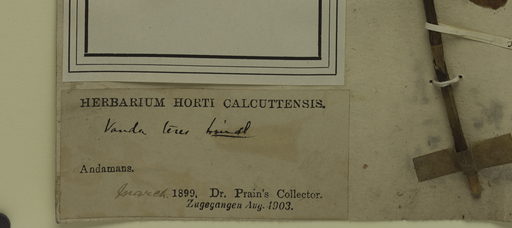 HERBARIUM HORTI CALCUTTENSIS.
Vanda teres Lindl
Andamans.
March 1899. Dr. Prain's Collector.
Zugegangen Aug. 1903.